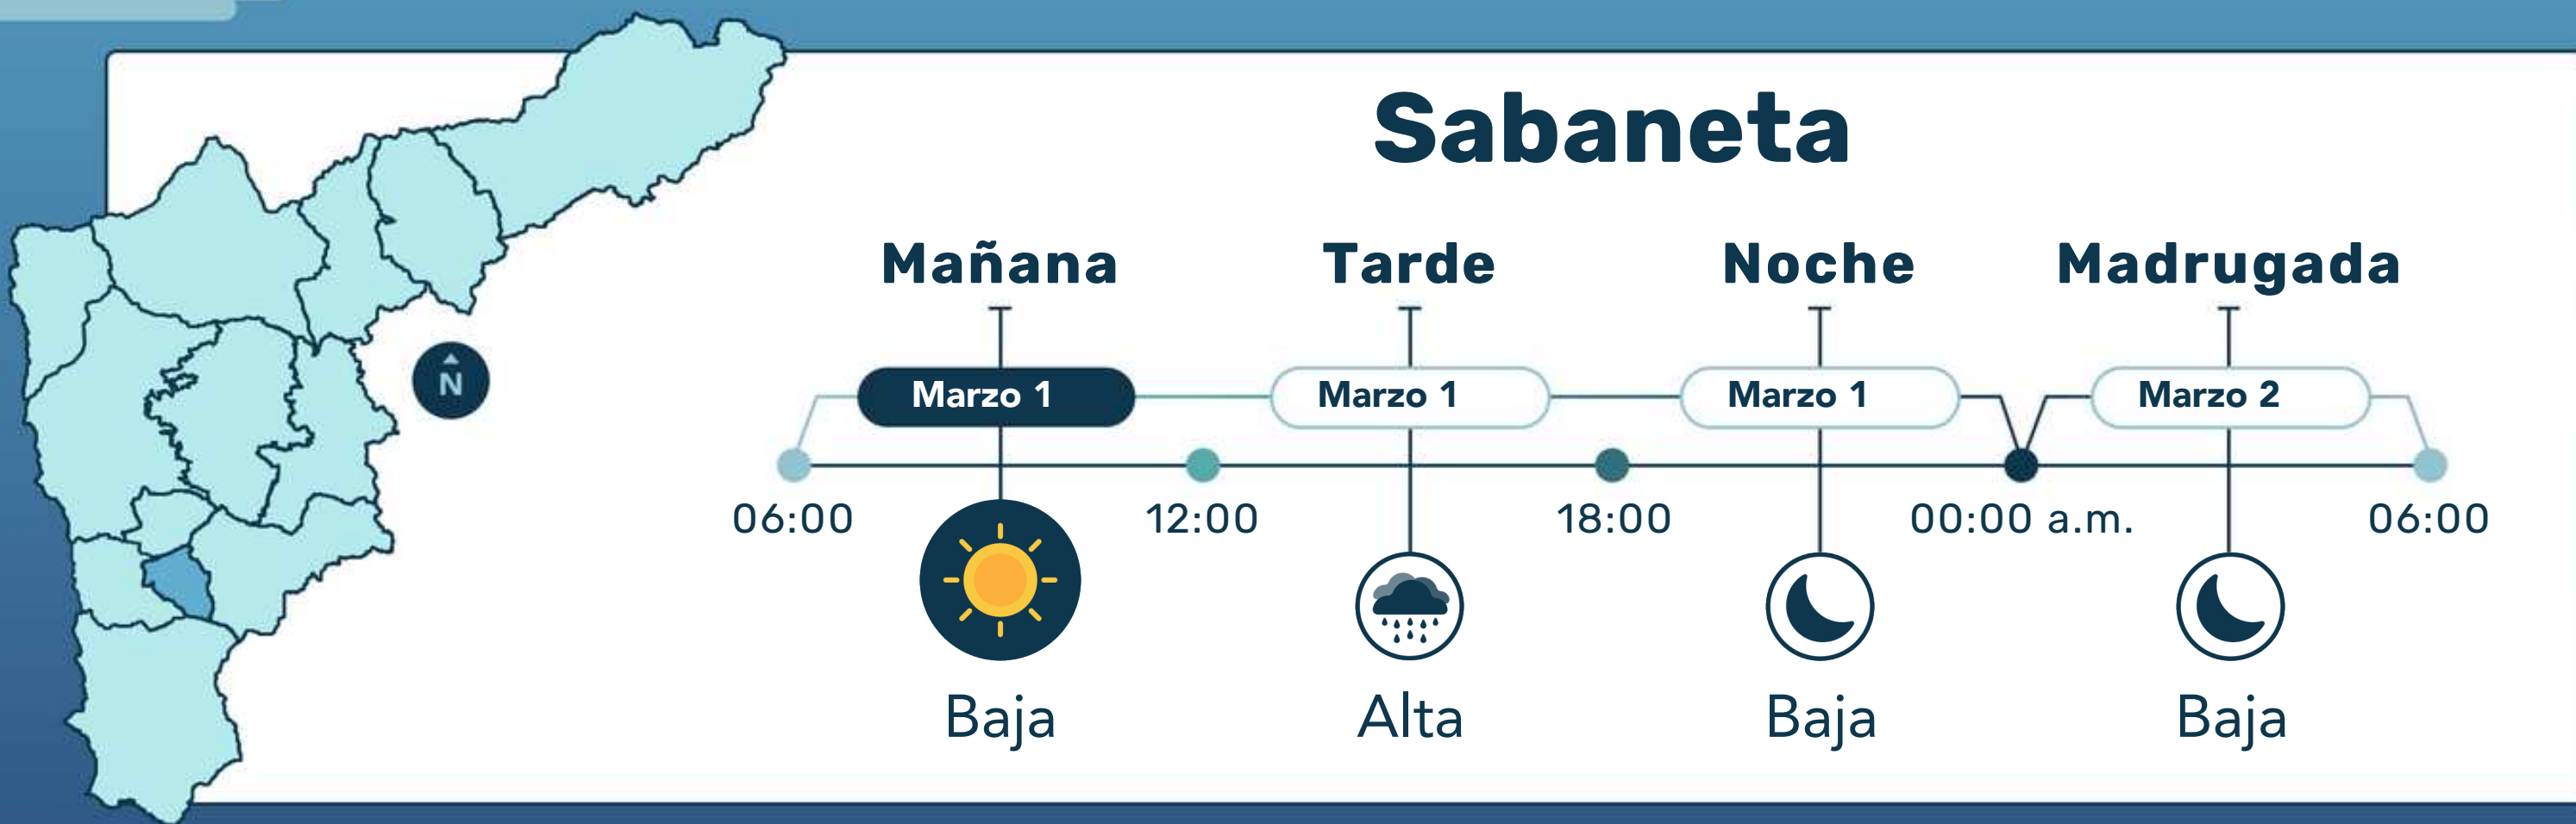 Sabaneta
Mañana Tarde Noche Madrugada
Marzo 1 Marzo 1 Marzo 1 Marzo 2
N
06:00 12:00 18:00 00:00 a.m. 06:00
Baja Alta Baja Baja